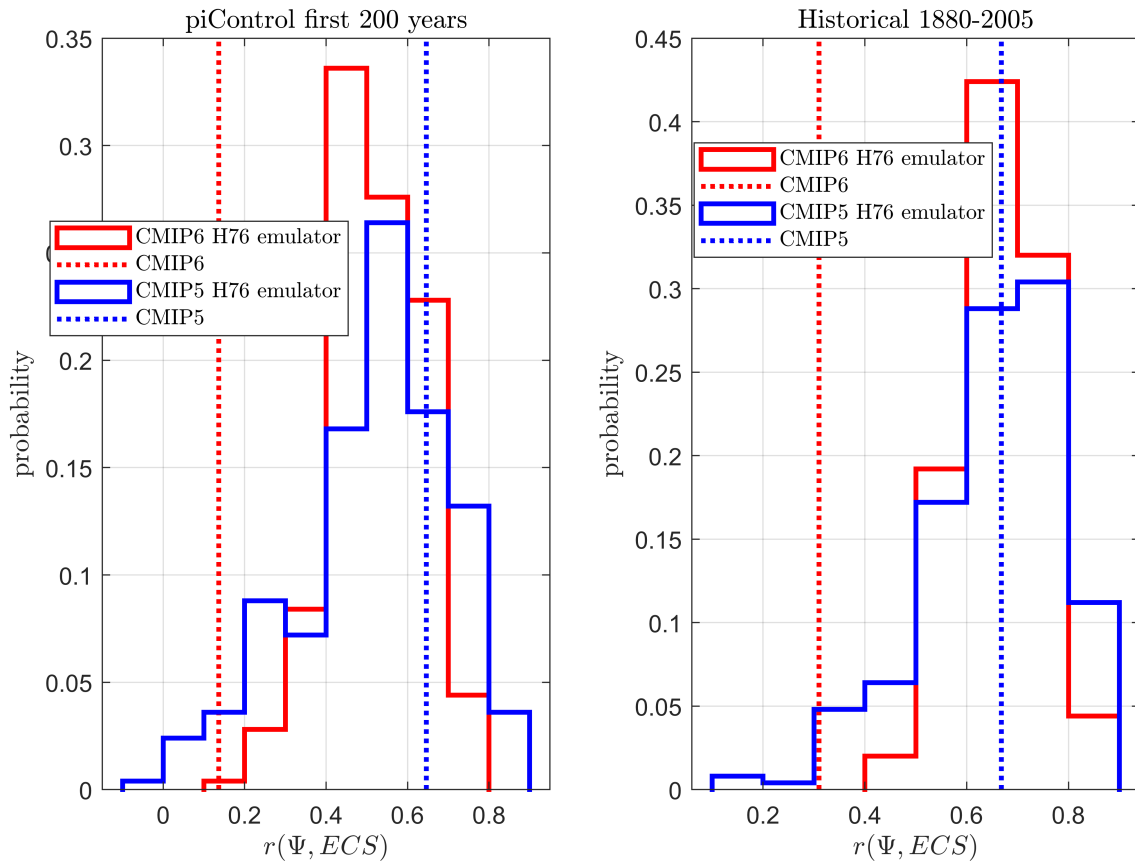 piControl first 200 years
0.35
0.3
0.2
0.15
0.1
0.05
0
CMIP6 H76 emulator
CMIP6
CMIP5 H76 emulator
CMIP5
probability
0
0.2
0.4
0.6
0.8
r(Ψ, ECS)
Historical 1880-2005
0.45
0.4
0.35
0.3
0.25
0.2
0.15
0.1
0.05
0
CMIP6 H76 emulator
CMIP6
CMIP5 H76 emulator
CMIP5
probability
0.2
0.4
0.6
0.8
r(Ψ, ECS)